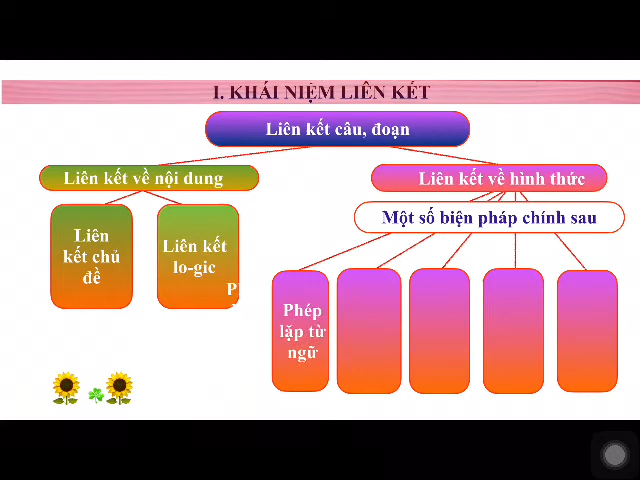 I. KHÁI NIỆM LIÊN KẾT
Liên kết câu, đoạn
Liên kết về nội dung
Liên kết về hình thức
Một số biện pháp chính sau
Liên
kết chủ
đề
Liên kết
lo-gic
Phép
lặp từ
ngữ